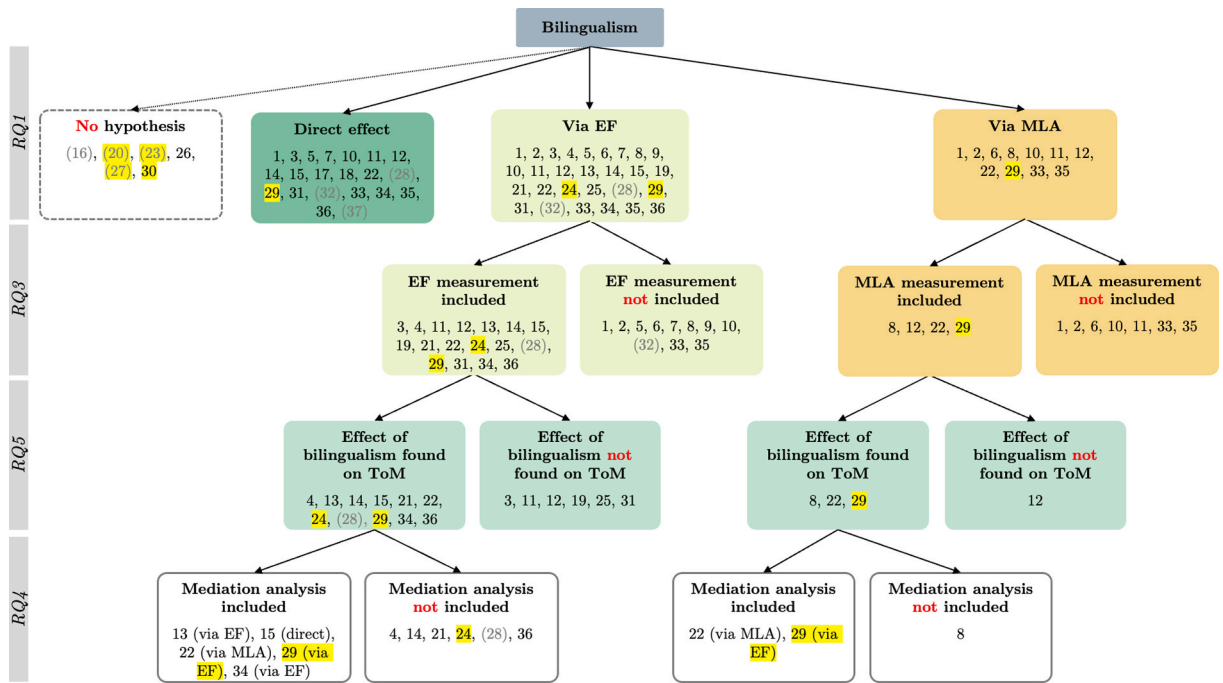 Bilingualism
RQ1
No hypothesis
(16), (20), (23), 26,
(27), 30
Direct effect
1, 3, 5, 7, 10, 11, 12,
14, 15, 17, 18, 22, (28),
29, 31, (32), 33, 34, 35,
36, (37)
Via EF
1, 2, 3, 4, 5, 6, 7, 8, 9,
10, 11, 12, 13, 14, 15, 19,
21, 22, 24, 25, (28), 29,
31, (32), 33, 34, 35, 36
Via MLA
1, 2, 6, 8, 10, 11, 12,
22, 29, 33, 35
RQ3
EF measurement
included
3, 4, 11, 12, 13, 14, 15,
19, 21, 22, 24, 25, (28),
29, 31, 34, 36
EF measurement
not included
1, 2, 5, 6, 7, 8, 9, 10,
(32), 33, 35
MLA measurement
included
8, 12, 22, 29
MLA measurement
not included
1, 2, 6, 10, 11, 33, 35
RQ5
Effect of
bilingualism found
on ToM
4, 13, 14, 15, 21, 22,
24, (28), 29, 34, 36
Effect of
bilingualism not
found on ToM
3, 11, 12, 19, 25, 31
Effect of
bilingualism found
on ToM
8, 22, 29
Effect of
bilingualism not
found on ToM
12
RQ4
Mediation analysis
included
13 (via EF), 15 (direct),
22 (via MLA), 29 (via
EF), 34 (via EF)
Mediation analysis
not included
4, 14, 21, 24, (28), 36
Mediation analysis
included
22 (via MLA), 29 (via
EF)
Mediation analysis
not included
8